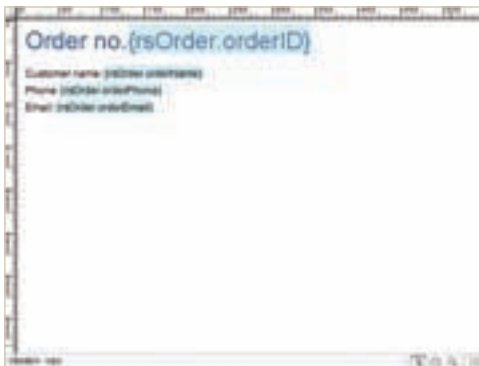 Order no.{rsOrder.orderID}
Customer name: {rsOrder.orderName}
Phone: {rsOrder.orderPhone}
Email: {rsOrder.orderEmail}